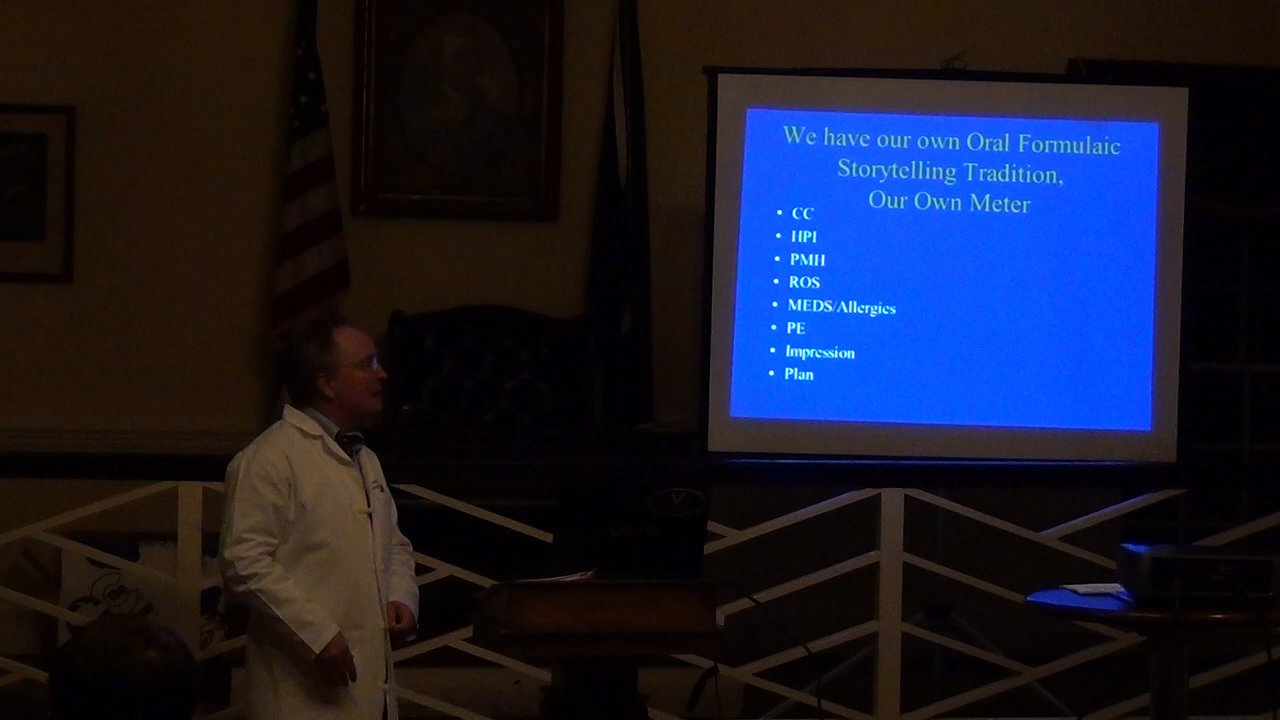 We have our own Oral Formulaic
Storytelling Tradition,
Our Own Meter
• CC
• HPI
• PMH
• ROS
• MEDS/Allergies
• PE
• Impression
• Plan